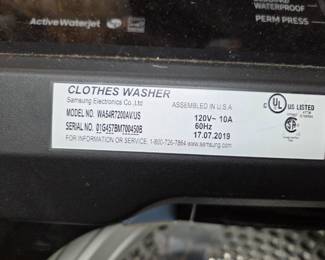 WATERPROOF
ActiveWaterjet
PERM PRESS
CLOTHES WASHER
Samsung Electronics Co.,Ltd
ASSEMBLED IN U.S.A
MODEL NO. WA54R7200AV/US
120V~ 10A
SERIAL NO. 01G457BM700450B
60Hz
17.07.2019
FOR INFORMATION OR SERVICE CALL 1-800-726-7864 www.samsung.com
UL US LISTED